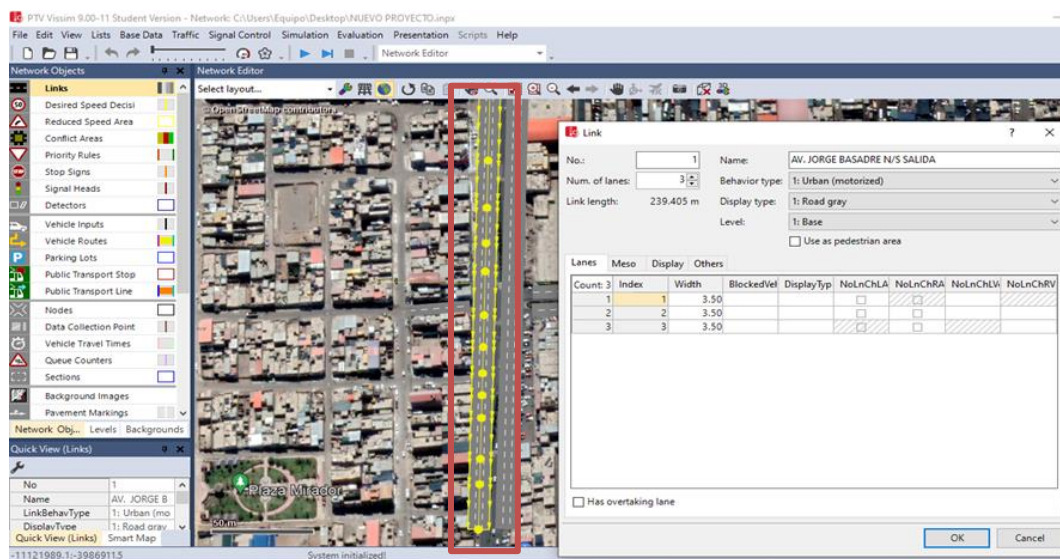 PTV Vissim 9.00-11 Student Version - Network: C:\Users\Equipo\Desktop\NUEVO PROYECTO.inpx
File Edit View Lists Base Data Traffic Signal Control Simulation Evaluation Presentation Scripts Help
Network Editor
Network Objects
Links
Desired Speed Decisi
Reduced Speed Area
Conflict Areas
Priority Rules
Stop Signs
Signal Heads
Detectors
Vehicle Inputs
Vehicle Routes
Parking Lots
Public Transport Stop
Public Transport Line
Nodes
Data Collection Point
Vehicle Travel Times
Queue Counters
Sections
Background Images
Pavement Markings
Network Obj... Levels Backgrounds
Quick View (Links)
No 1
Name AV. JORGE B
LinkBehavType 1: Urban (mo
DisplayType 1: Road gray
Quick View (Links) Smart Map
-11121989.1:-3986911.5 System initialized!
Network Editor
Select layout...
© OpenStreetMap contributors
Plaza Mirador
50 m
Link
? X
No.: 1 Name: AV. JORGE BASADRE N/S SALIDA
Num. of lanes: 3 Behavior type: 1: Urban (motorized)
Link length: 239.405 m Display type: 1: Road gray
Level: 1: Base
Use as pedestrian area
Lanes Meso Display Others
Count: 3 Index Width BlockedVel DisplayTyp NoLnChLA NoLnChRA NoLnChLV NoLnChRV
1 1 3.50
2 2 3.50
3 3 3.50
Has overtaking lane
OK Cancel